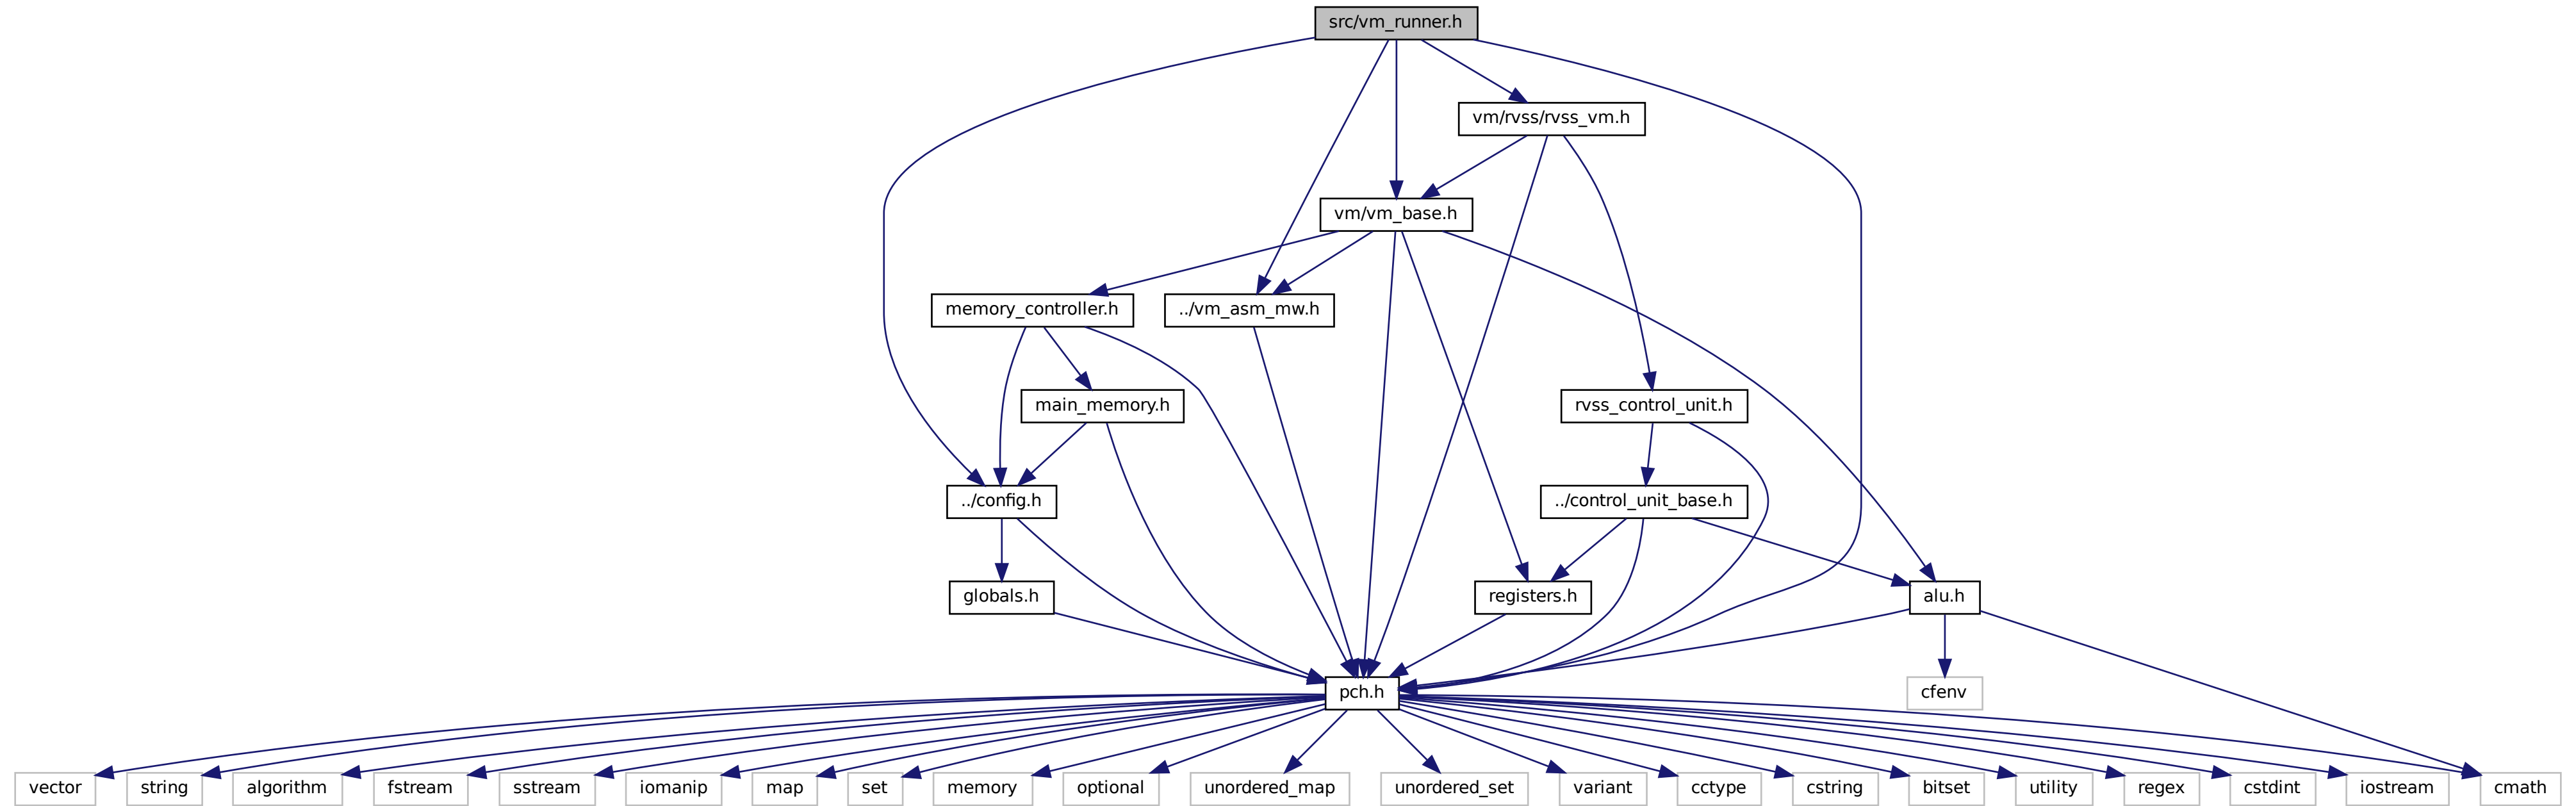 src/vm_runner.h
vm/rvss/rvss_vm.h
vm/vm_base.h
memory_controller.h
../vm_asm_mw.h
main_memory.h
rvss_control_unit.h
../config.h
../control_unit_base.h
globals.h
registers.h
alu.h
pch.h
cfenv
vector
string
algorithm
fstream
sstream
iomanip
map
set
memory
optional
unordered_map
unordered_set
variant
cctype
cstring
bitset
utility
regex
cstdint
iostream
cmath